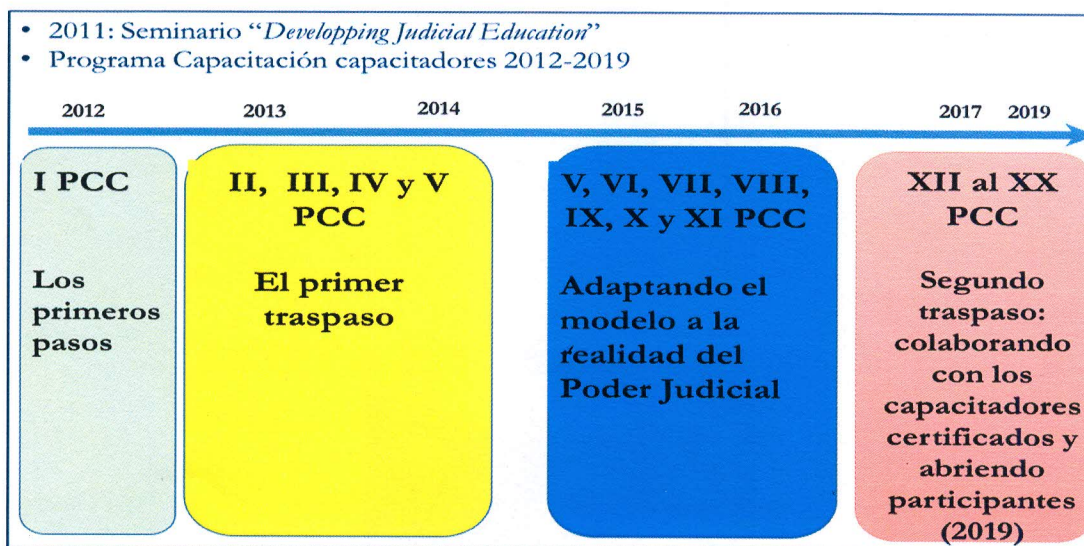 • 2011: Seminario “Developping Judicial Education”
• Programa Capacitación capacitadores 2012-2019
2012 2013 2014 2015 2016 2017 2019
I PCC
Los
primeros
pasos
II, III, IV y V
PCC
El primer
traspaso
V, VI, VII, VIII,
IX, X y XI PCC
Adaptando el
modelo a la
realidad del
Poder Judicial
XII al XX
PCC
Segundo
traspaso:
colaborando
con los
capacitadores
certificados y
abriendo
participantes
(2019)